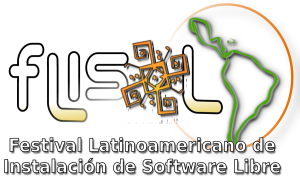 FLISOL
Festival Latinoamericano de
Instalación de Software Libre